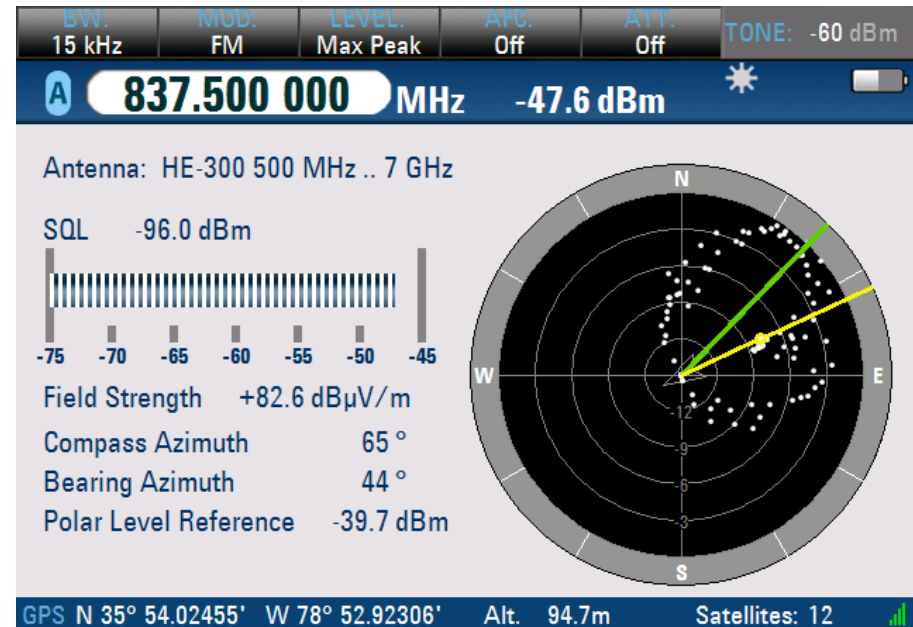 BW: MOD: LEVEL: AFC: ATT: TONE: -60 dBm
15 kHz FM Max Peak Off Off
A 837.500 000 MHz -47.6 dBm
Antenna: HE-300 500 MHz .. 7 GHz
SQL -96.0 dBm
-75 -70 -65 -60 -55 -50 -45
Field Strength +82.6 dBµV/m
Compass Azimuth 65 °
Bearing Azimuth 44 °
Polar Level Reference -39.7 dBm
N
W E
-12
-9
-6
-3
S
GPS N 35° 54.02455' W 78° 52.92306' Alt. 94.7m Satellites: 12